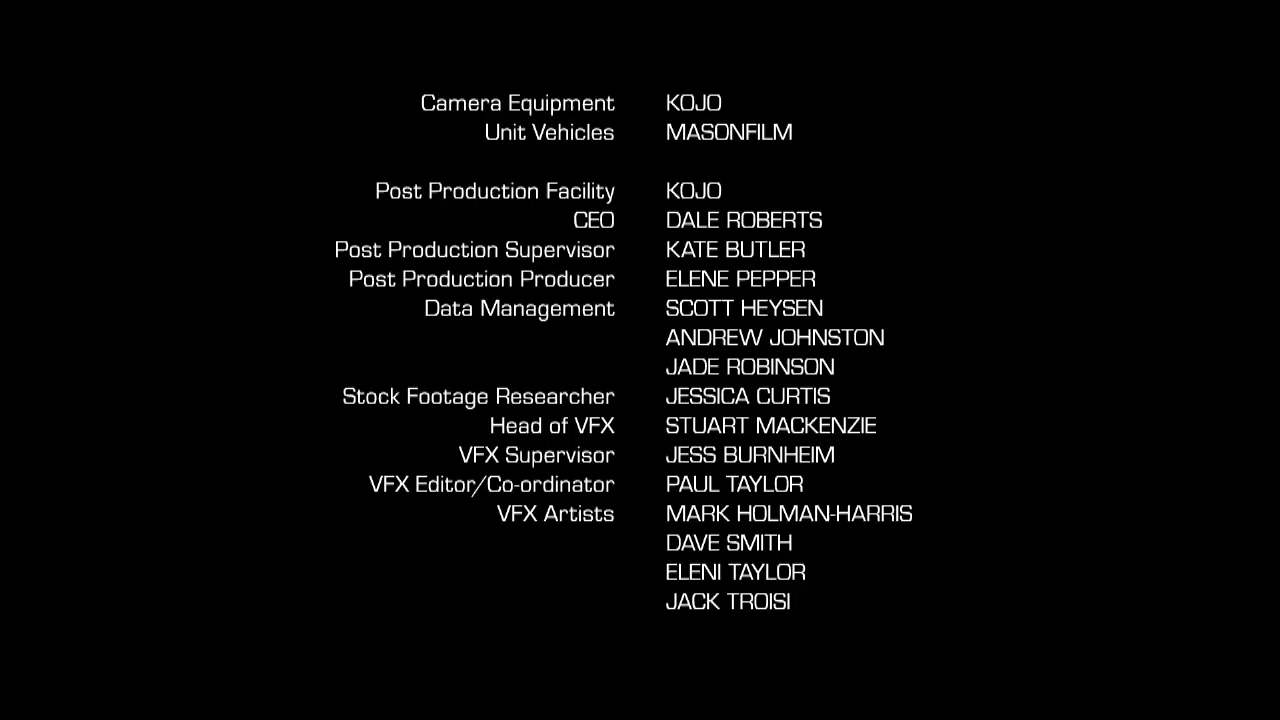 Camera Equipment KOJO
Unit Vehicles MASONFILM
Post Production Facility KOJO
CEO DALE ROBERTS
Post Production Supervisor KATE BUTLER
Post Production Producer ELENE PEPPER
Data Management SCOTT HEYSEN
ANDREW JOHNSTON
JADE ROBINSON
Stock Footage Researcher JESSICA CURTIS
Head of VFX STUART MACKENZIE
VFX Supervisor JESS BURNHEIM
VFX Editor/Co-ordinator PAUL TAYLOR
VFX Artists MARK HOLMAN-HARRIS
DAVE SMITH
ELENI TAYLOR
JACK TROISI